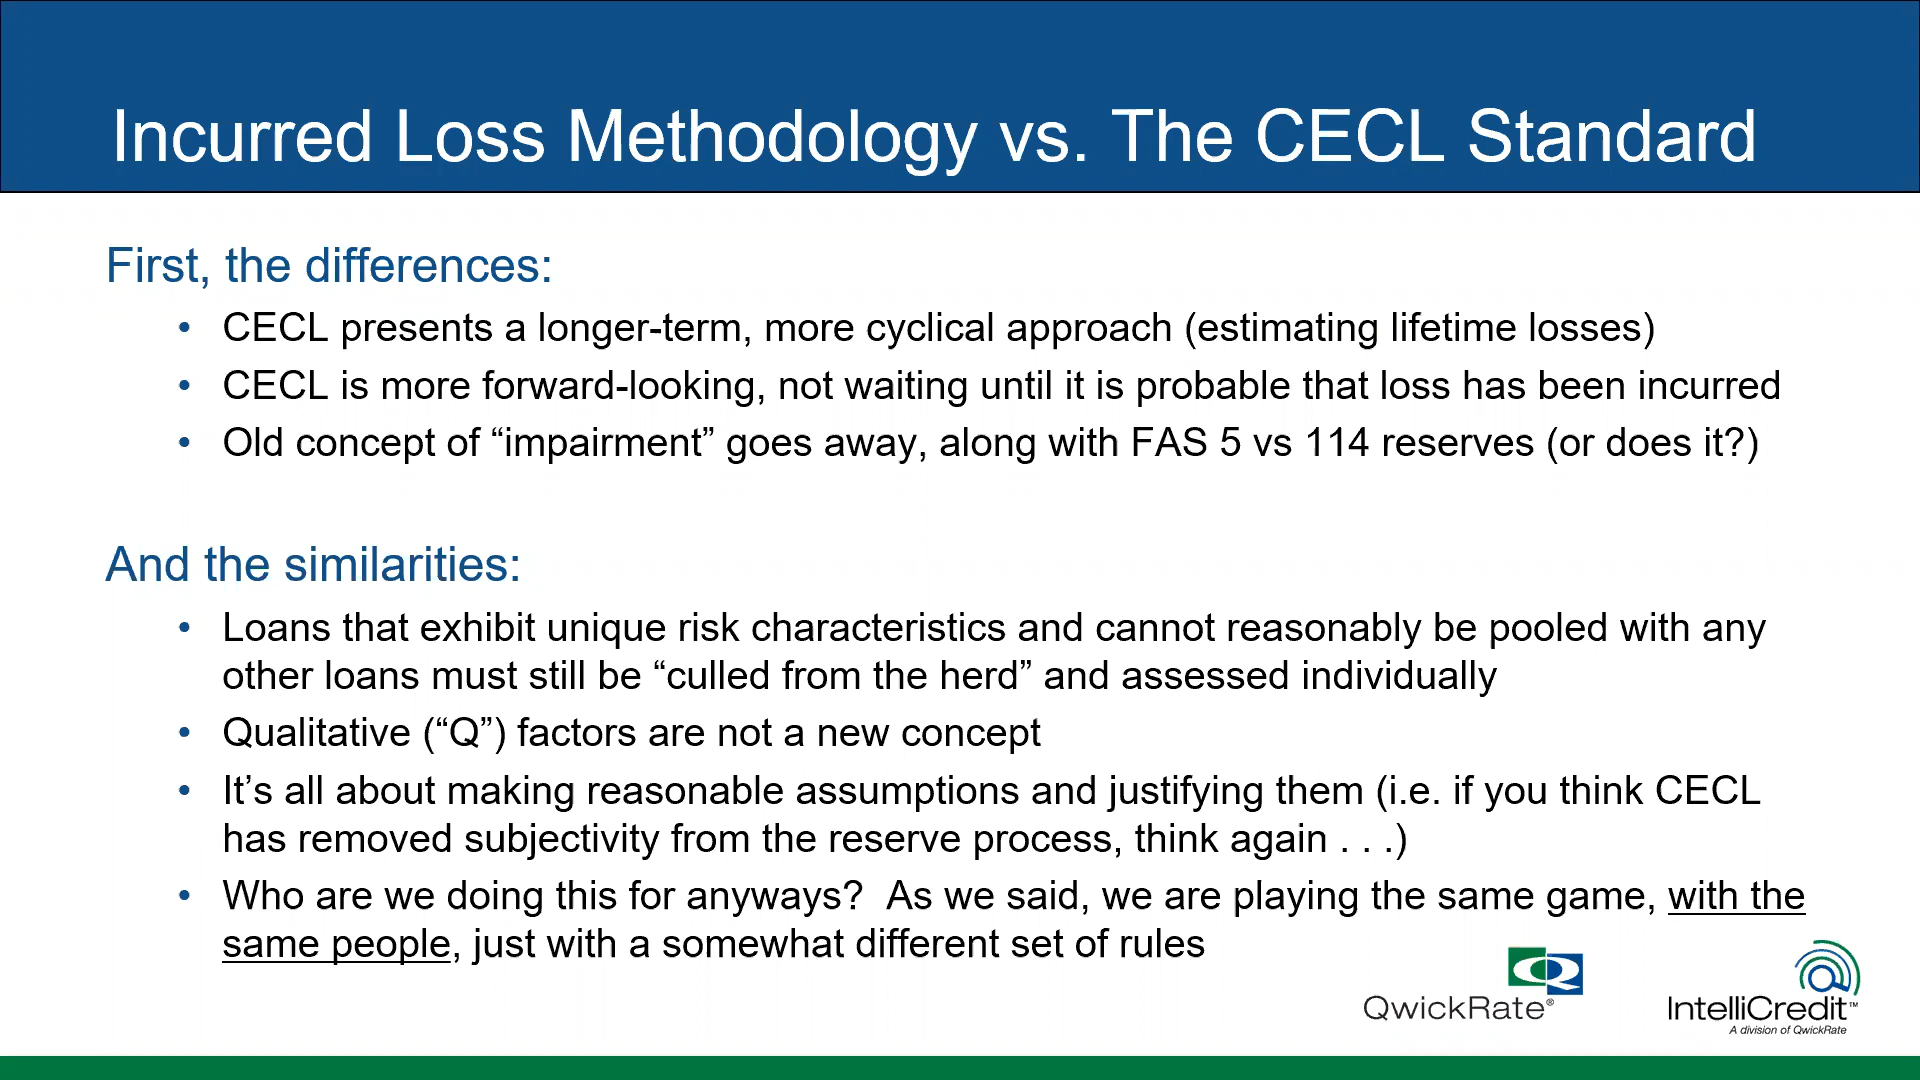 Incurred Loss Methodology vs. The CECL Standard
First, the differences:
• CECL presents a longer-term, more cyclical approach (estimating lifetime losses)
• CECL is more forward-looking, not waiting until it is probable that loss has been incurred
• Old concept of “impairment” goes away, along with FAS 5 vs 114 reserves (or does it?)
And the similarities:
• Loans that exhibit unique risk characteristics and cannot reasonably be pooled with any
other loans must still be “culled from the herd” and assessed individually
• Qualitative (“Q”) factors are not a new concept
• It’s all about making reasonable assumptions and justifying them (i.e. if you think CECL
has removed subjectivity from the reserve process, think again . . .)
• Who are we doing this for anyways?  As we said, we are playing the same game, with the
same people, just with a somewhat different set of rules
QwickRate®
IntelliCredit™
A division of QwickRate